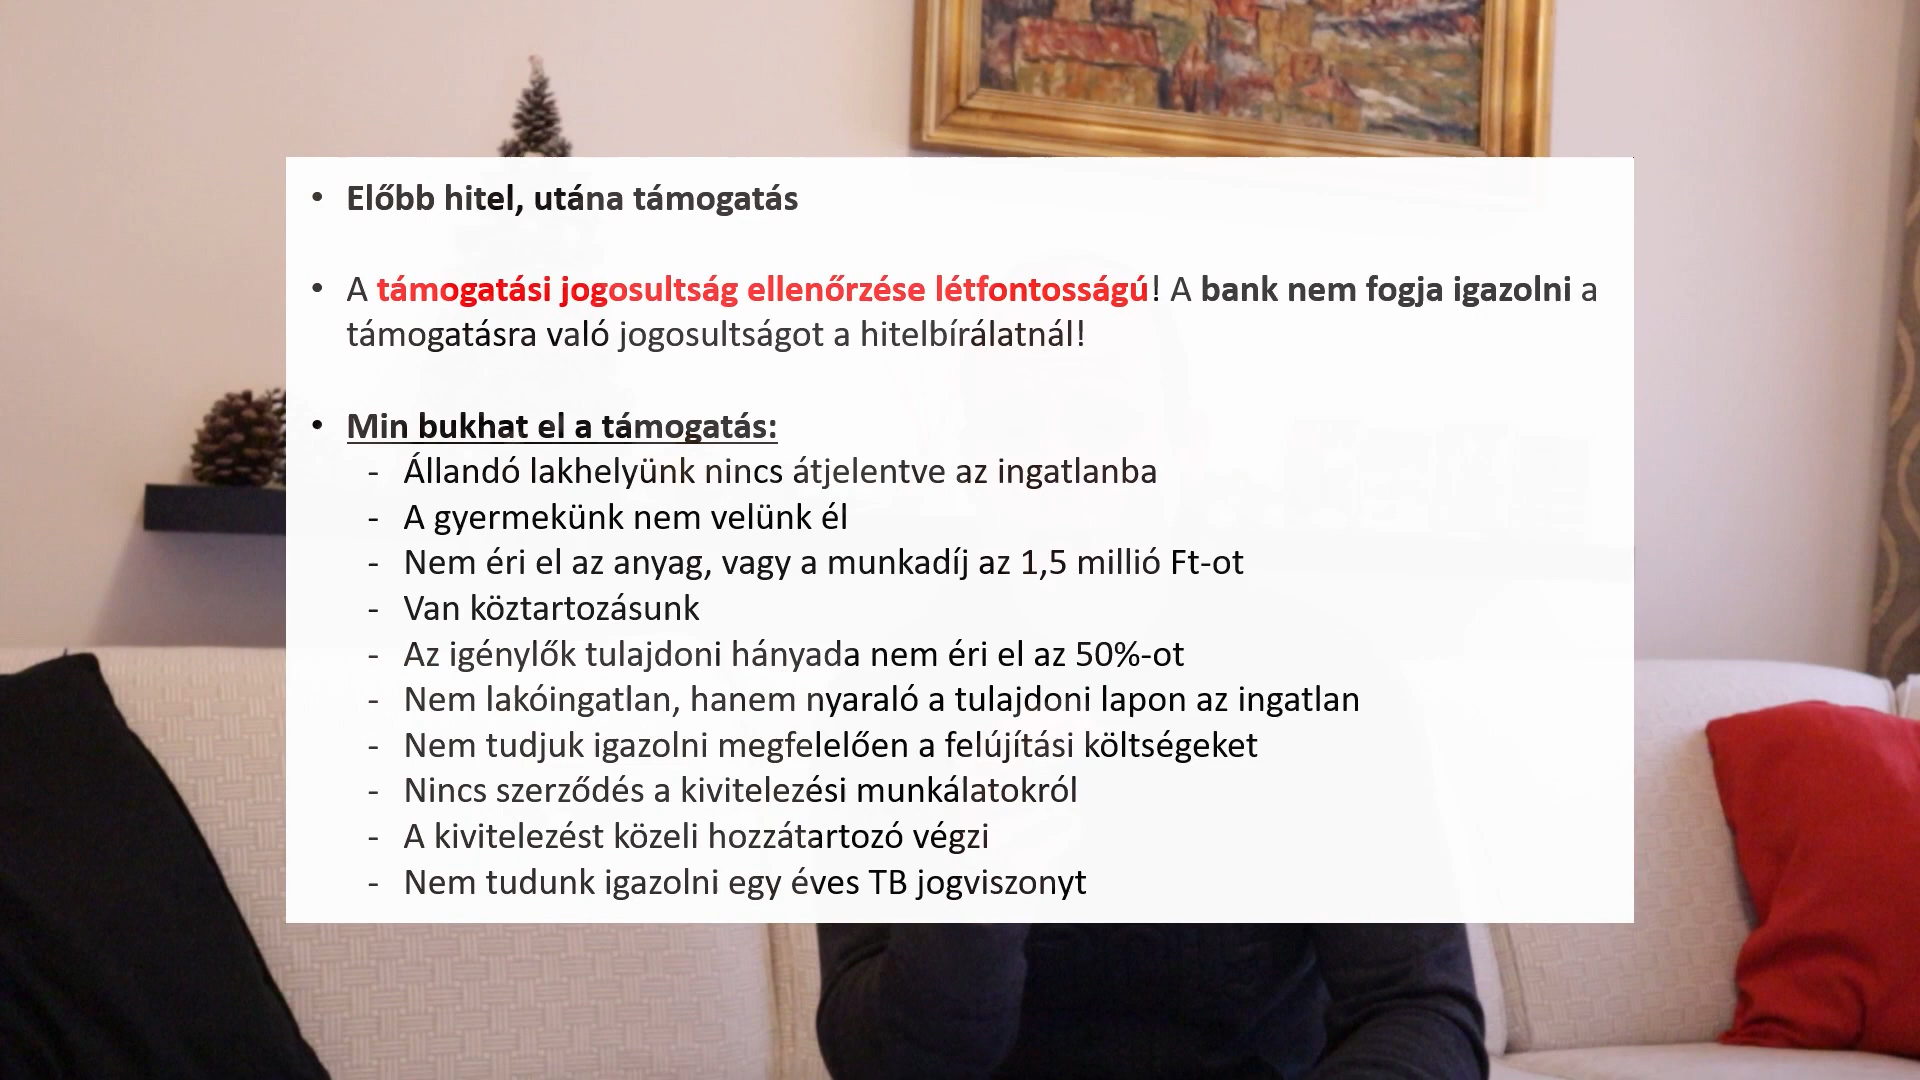 • Előbb hitel, utána támogatás
• A támogatási jogosultság ellenőrzése létfontosságú! A bank nem fogja igazolni a
támogatásra való jogosultságot a hitelbírálatnál!
• Min bukhat el a támogatás:
- Állandó lakhelyünk nincs átjelentve az ingatlanba
- A gyermekünk nem velünk él
- Nem éri el az anyag, vagy a munkadíj az 1,5 millió Ft-ot
- Van köztartozásunk
- Az igénylők tulajdoni hányada nem éri el az 50%-ot
- Nem lakóingatlan, hanem nyaraló a tulajdoni lapon az ingatlan
- Nem tudjuk igazolni megfelelően a felújítási költségeket
- Nincs szerződés a kivitelezési munkálatokról
- A kivitelezést közeli hozzátartozó végzi
- Nem tudunk igazolni egy éves TB jogviszonyt